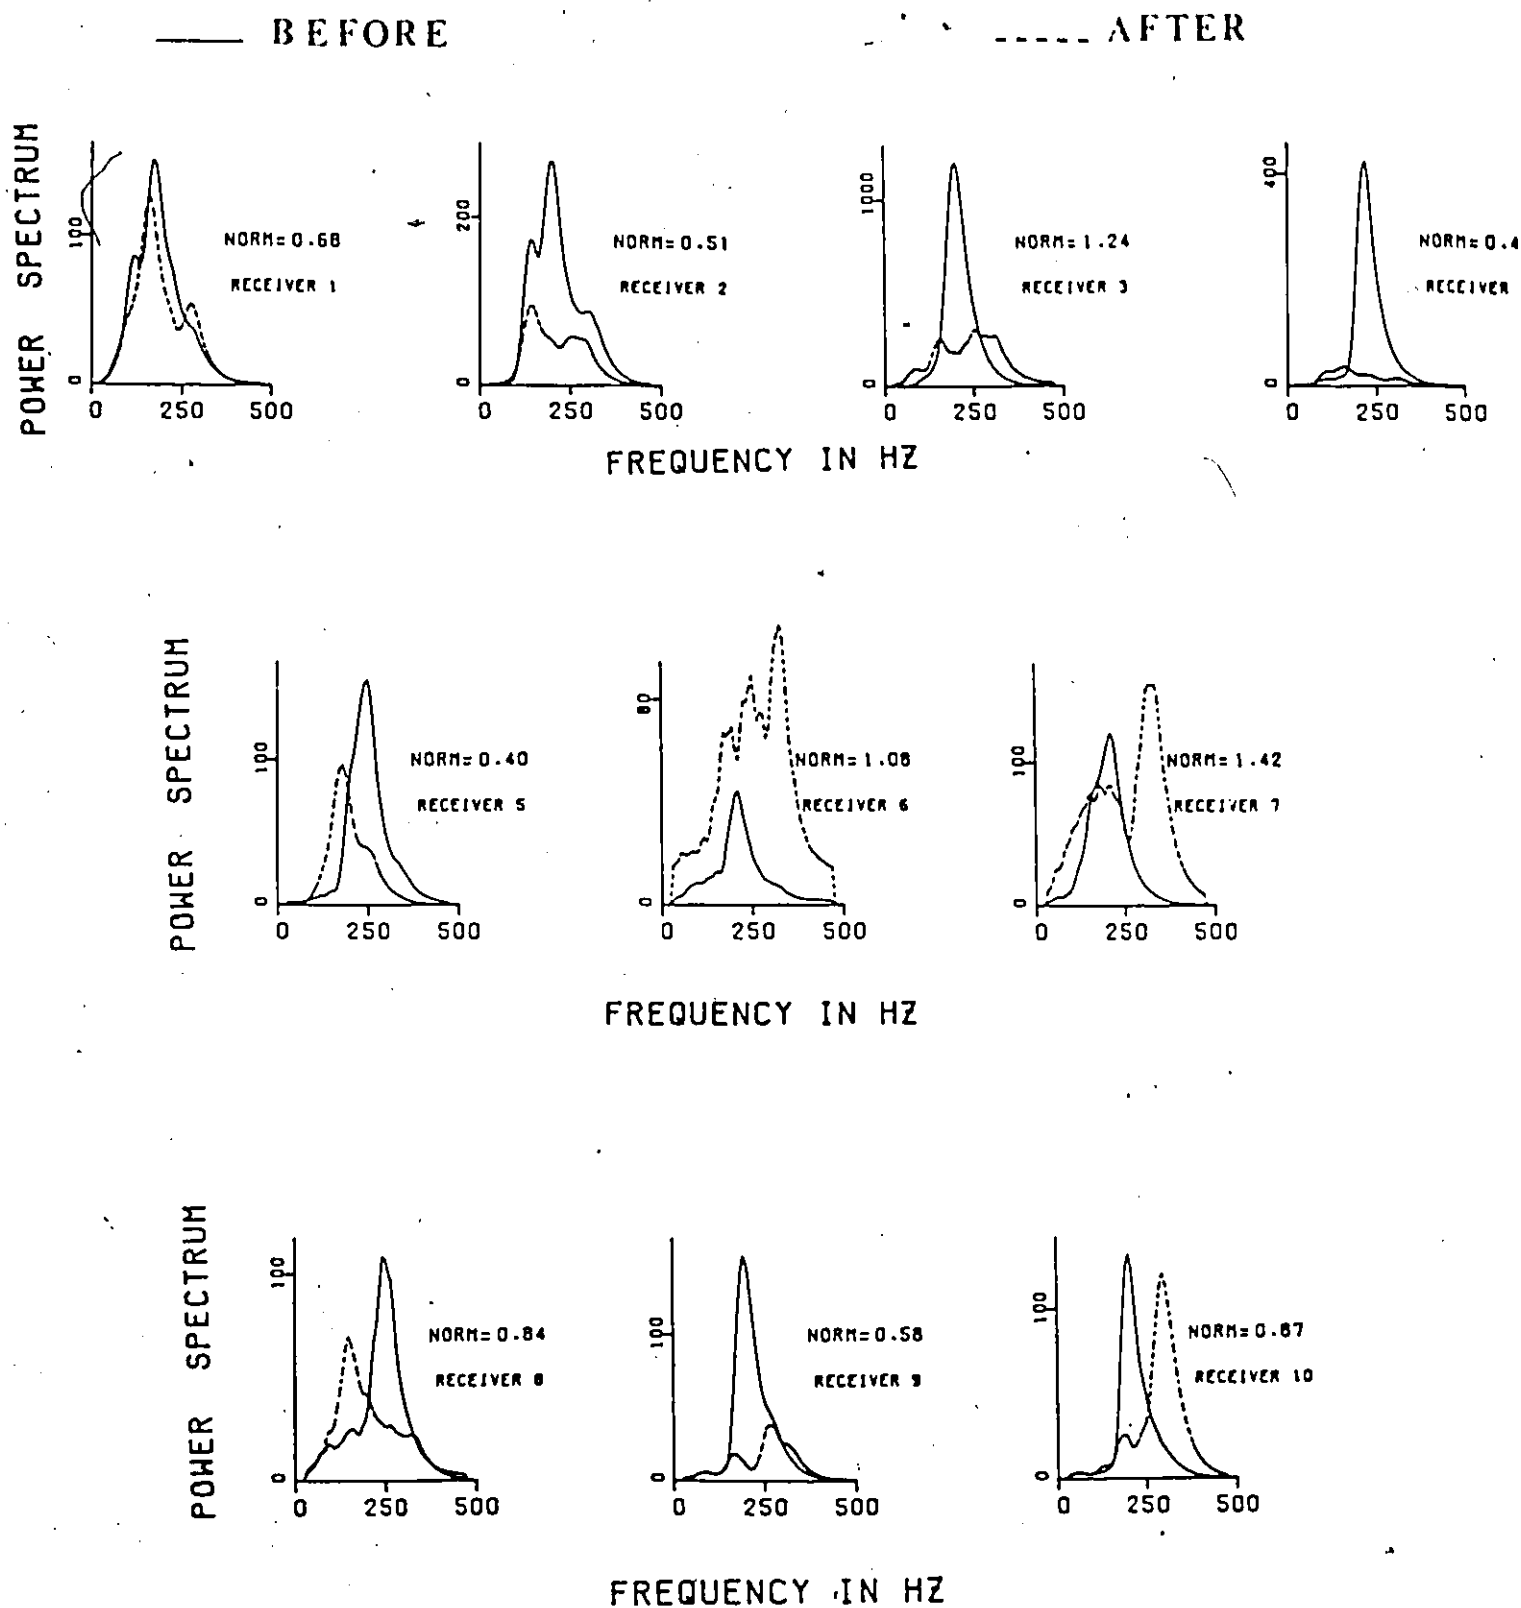 BEFORE
AFTER
POWER SPECTRUM
100
0
0 250 500
NORM=0.68
RECEIVER 1
200
0
0 250 500
NORM=0.51
RECEIVER 2
1000
0
0 250 500
NORM=1.24
RECEIVER 3
400
0
0 250 500
NORM=0.4
RECEIVER
FREQUENCY IN HZ
POWER SPECTRUM
100
0
0 250 500
NORM=0.40
RECEIVER 5
0
0 250 500
RECEIVER 6
100
0
0 250 500
NORM=1.42
RECEIVER 7
FREQUENCY IN HZ
POWER SPECTRUM
100
0
0 250 500
NORM=0.84
RECEIVER 8
100
0
0 250 500
NORM=0.58
RECEIVER 9
100
0
0 250 500
NORM=0.67
RECEIVER 10
FREQUENCY IN HZ